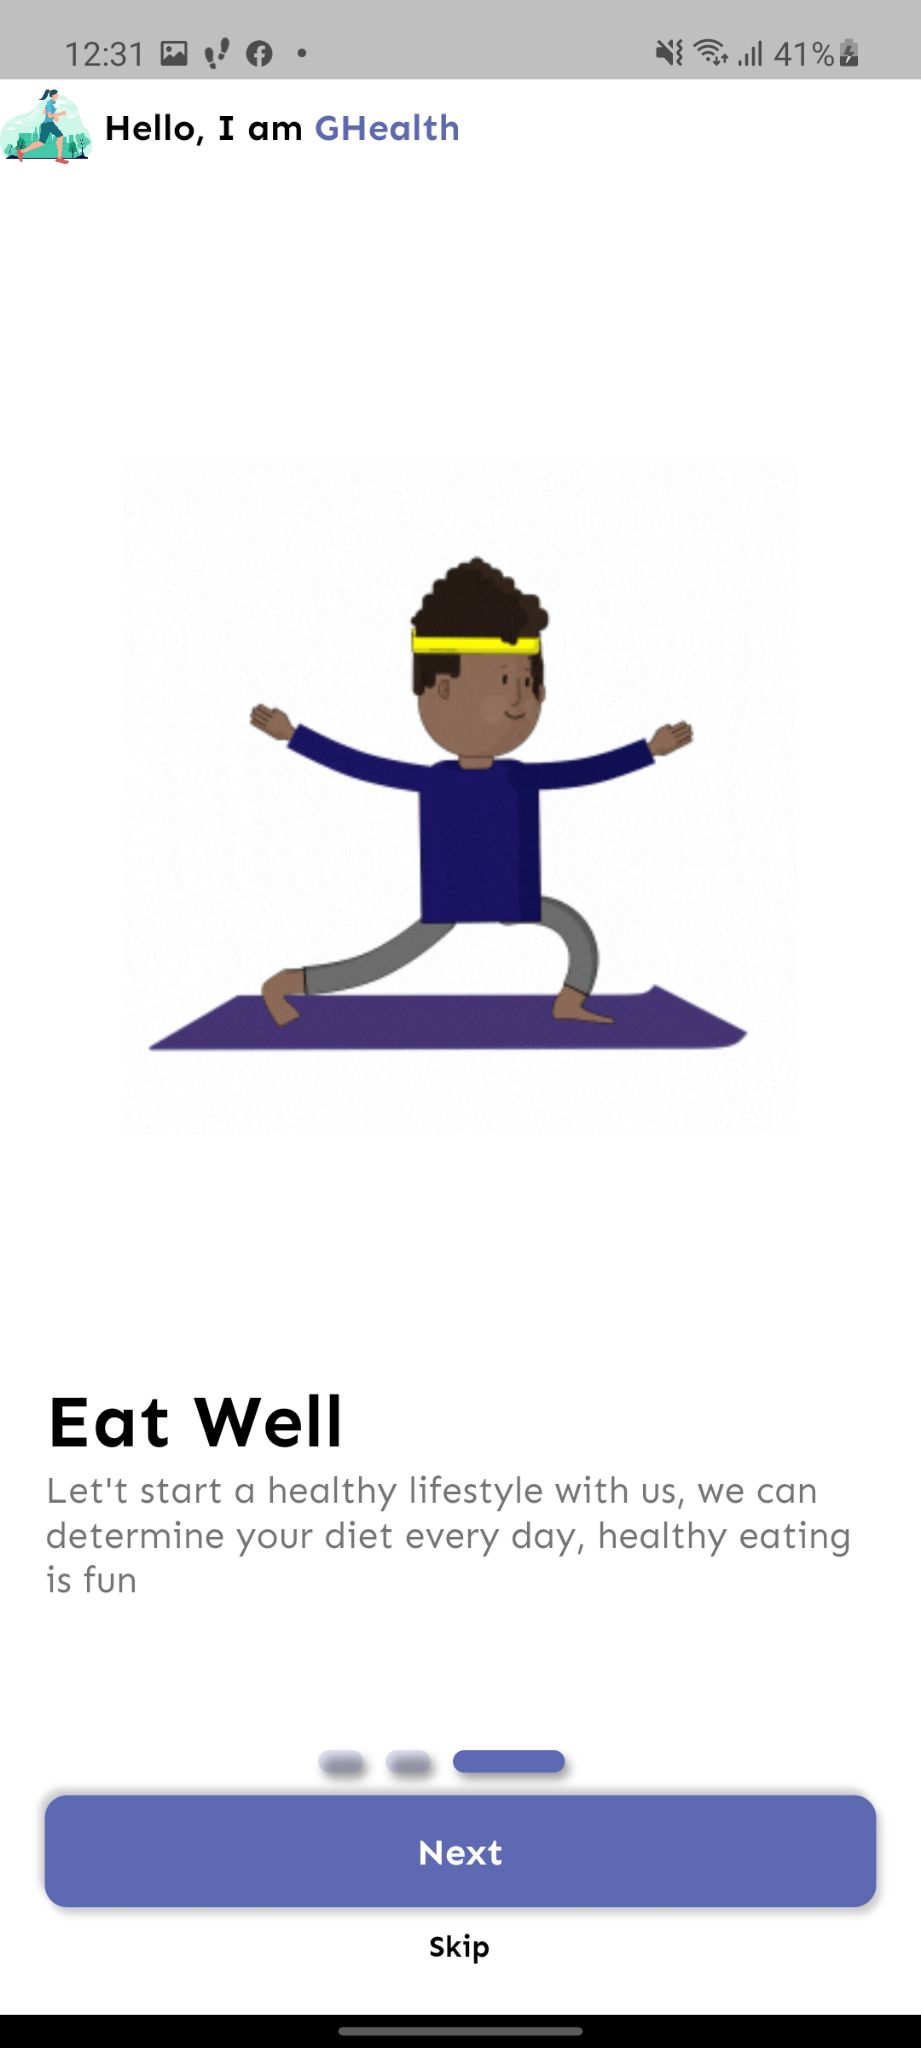 12:31
41%
Hello, I am GHealth
Eat Well
Let's start a healthy lifestyle with us, we can
determine your diet every day, healthy eating
is fun
Next
Skip